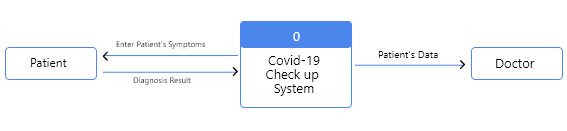 0
Enter Patient's Symptoms
Patient's Data
Patient
Covid-19
Check up
System
Doctor
Diagnosis Result